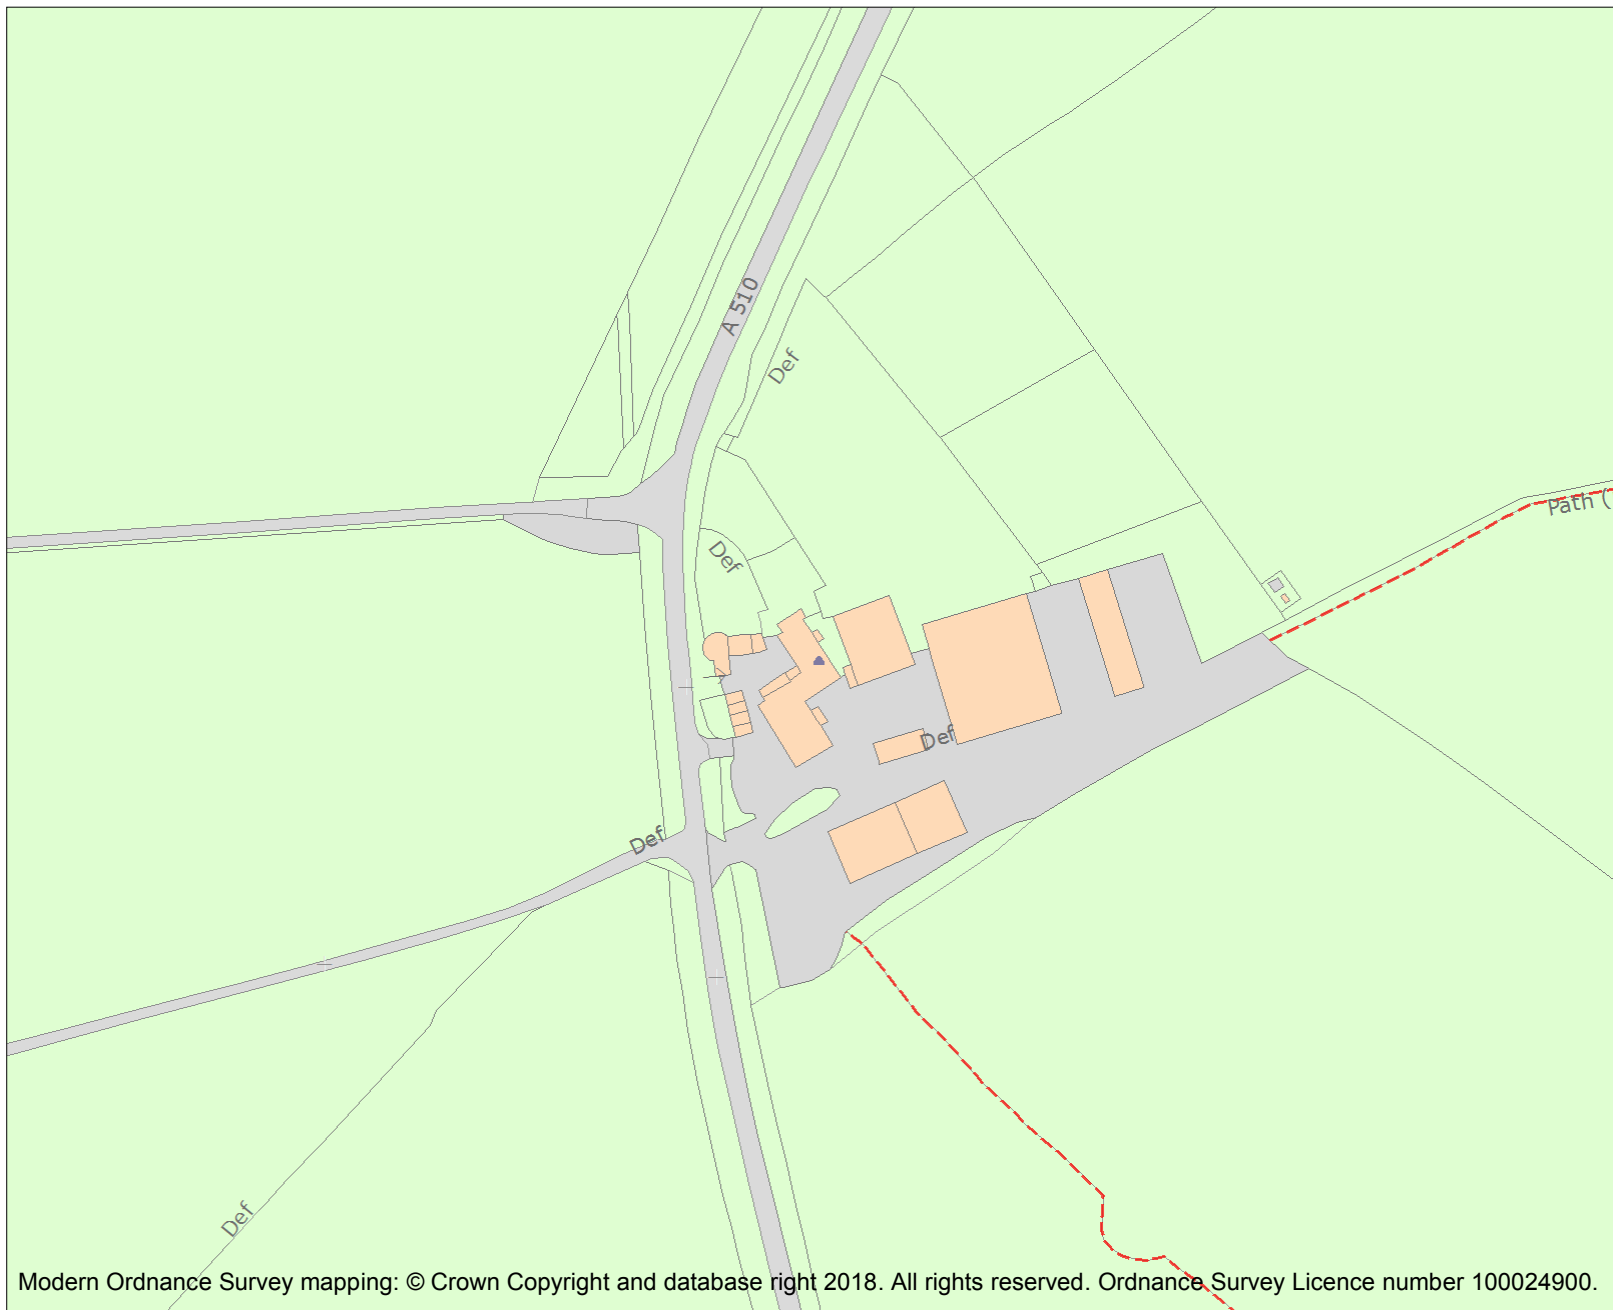 A 510
Def
Path (
Def
Def
Def
Def
Modern Ordnance Survey mapping: © Crown Copyright and database right 2018. All rights reserved. Ordnance Survey Licence number 100024900.